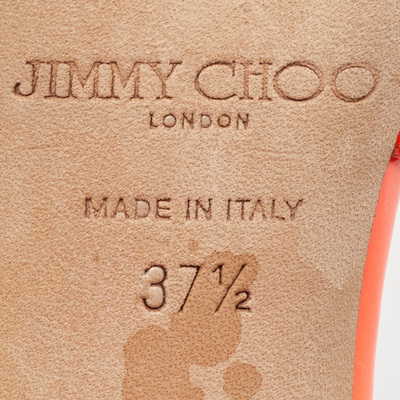 JIMMY CHOO
LONDON
MADE IN ITALY
37½